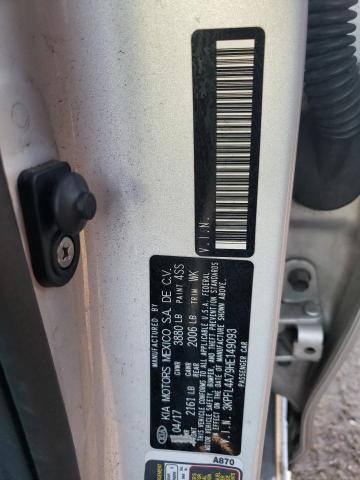 V.I.N.
KIA MOTORS MEXICO S.A. DE C.V.
04/17 GVWR 3880 LB PAINT 4SS
GAWR FRONT 2161 LB GAWR REAR 2006 LB TRIM WK
THIS VEHICLE CONFORMS TO ALL APPLICABLE U.S.A. FEDERAL
MOTOR VEHICLE SAFETY, BUMPER, AND THEFT PREVENTION STANDARDS
IN EFFECT ON THE DATE OF MANUFACTURE SHOWN ABOVE.
V.I.N. : 3KPFL4A79HE149093
PASSENGER CAR
A870